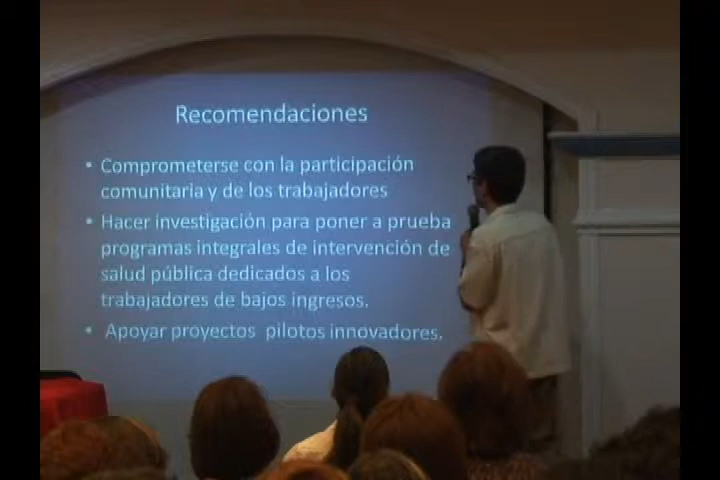 Recomendaciones
• Comprometerse con la participación
comunitaria y de los trabajadores
• Hacer investigación para poner a prueba
programas integrales de intervención de
salud pública dedicados a los
trabajadores de bajos ingresos.
• Apoyar proyectos pilotos innovadores.